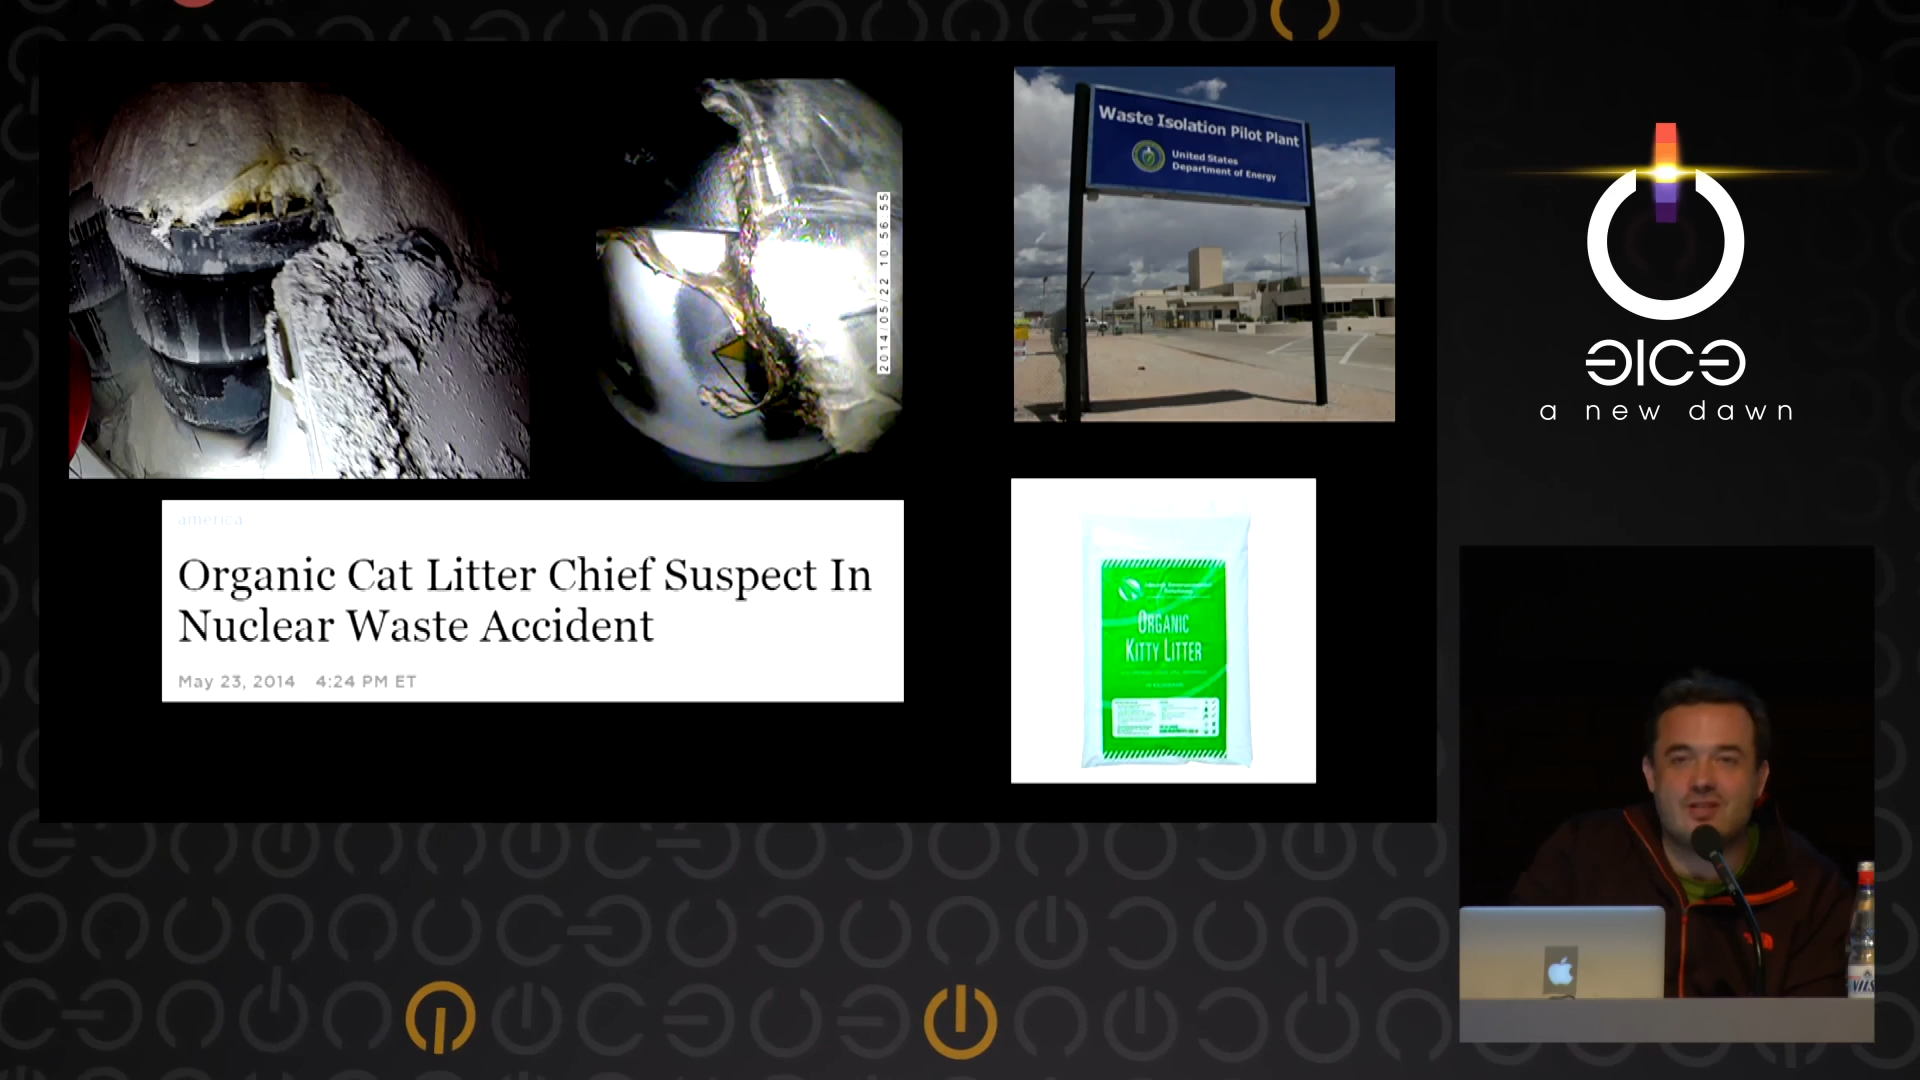 Waste Isolation Pilot Plant
United States
Department of Energy
2014/05/22 10 56:55
america
Organic Cat Litter Chief Suspect In
Nuclear Waste Accident
May 23, 2014 4:24 PM ET
ORGANIC
KITTY LITTER
a new dawn